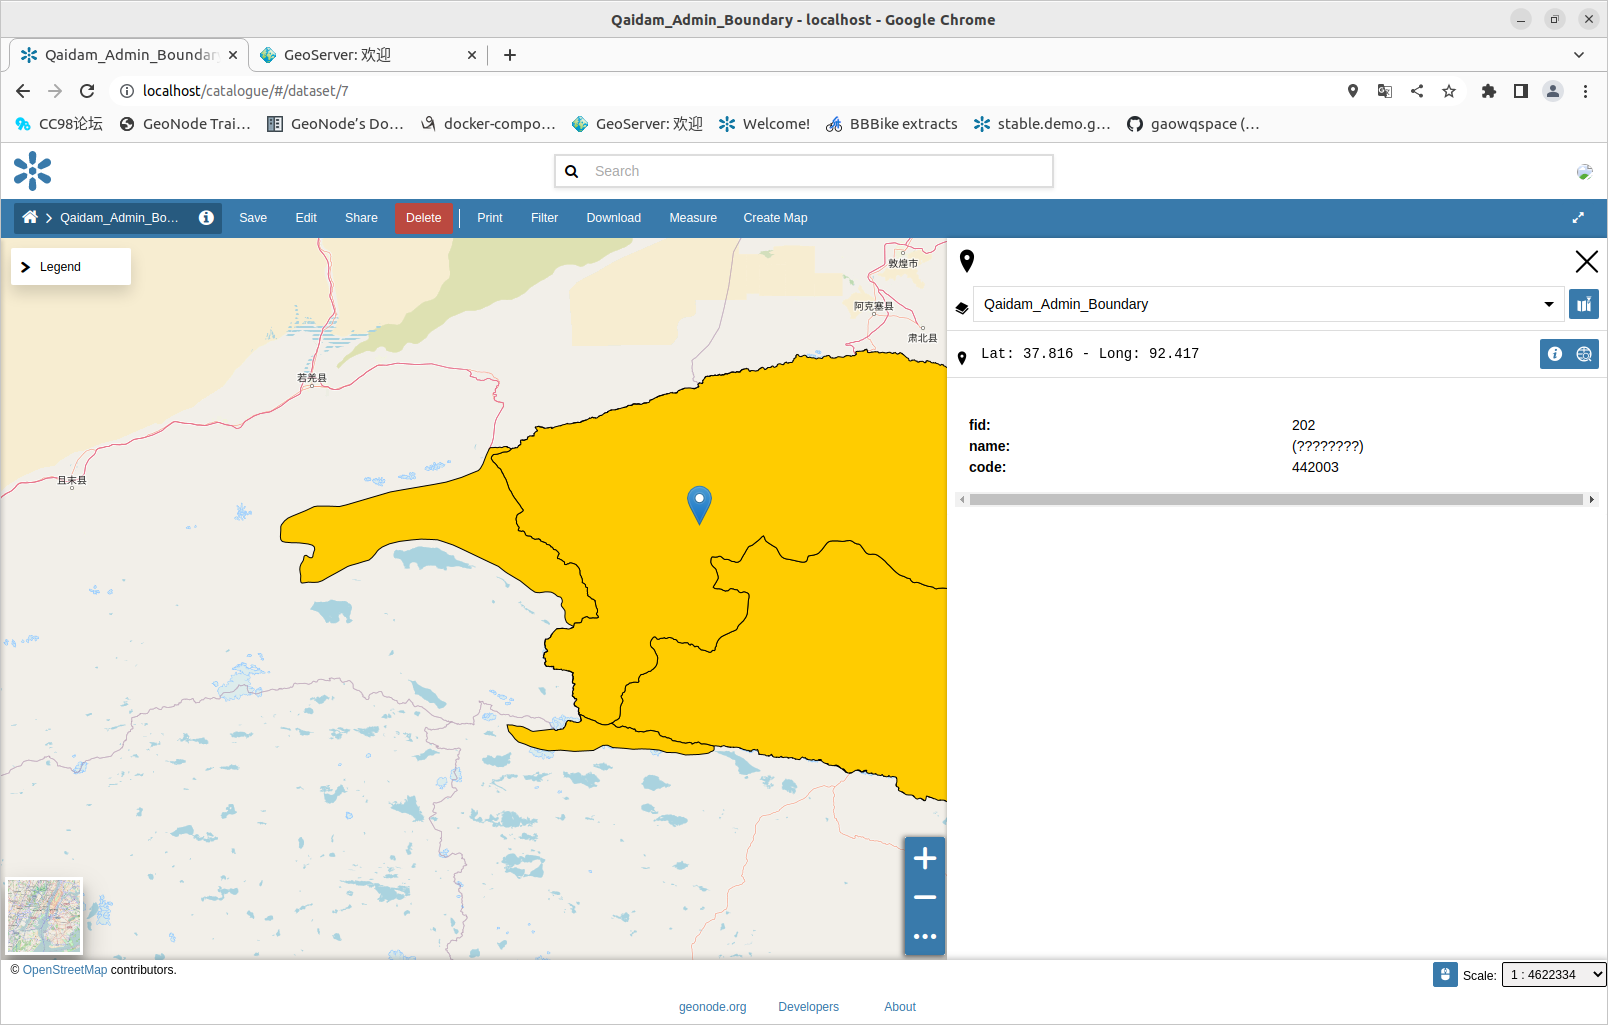 Qaidam_Admin_Boundary - localhost - Google Chrome
Qaidam_Admin_Boundar
GeoServer: 欢迎
localhost/catalogue/#/dataset/7
CC98论坛
GeoNode Trai…
GeoNode's Do…
docker-compo…
GeoServer: 欢迎
Welcome!
BBBike extracts
stable.demo.g…
gaowqspace (…
Search
Qaidam_Admin_Bo…
Save
Edit
Share
Delete
Print
Filter
Download
Measure
Create Map
Legend
敦煌市
阿克塞县
肃北县
若羌县
且末县
Qaidam_Admin_Boundary
Lat: 37.816 - Long: 92.417
fid: 202
name: (????????)
code: 442003
© OpenStreetMap contributors.
Scale: 1 : 4622334
geonode.org
Developers
About